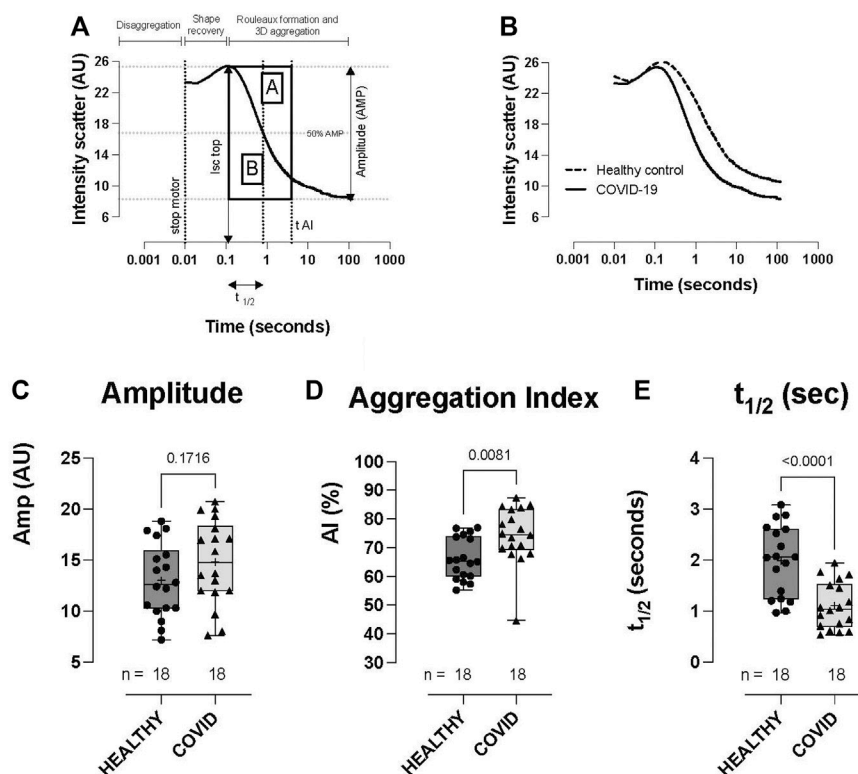 A
Disaggregation
Shape recovery
Rouleaux formation and 3D aggregation
Intensity scatter (AU)
26
22
18
14
10
6
stop motor
Isc top
A
B
50% AMP
Amplitude (AMP)
t AI
0.001 0.01 0.1 1 10 100 1000
t 1/2
Time (seconds)
B
Intensity scatter (AU)
26
22
18
14
10
6
Healthy control
COVID-19
0.001 0.01 0.1 1 10 100 1000
Time (seconds)
C Amplitude
Amp (AU)
25
20
15
10
5
0.1716
n = 18 18
HEALTHY
COVID
D Aggregation Index
AI (%)
100
90
80
70
60
50
40
30
0.0081
n = 18 18
HEALTHY
COVID
E t1/2 (sec)
t1/2 (seconds)
4
3
2
1
0
<0.0001
n = 18 18
HEALTHY
COVID